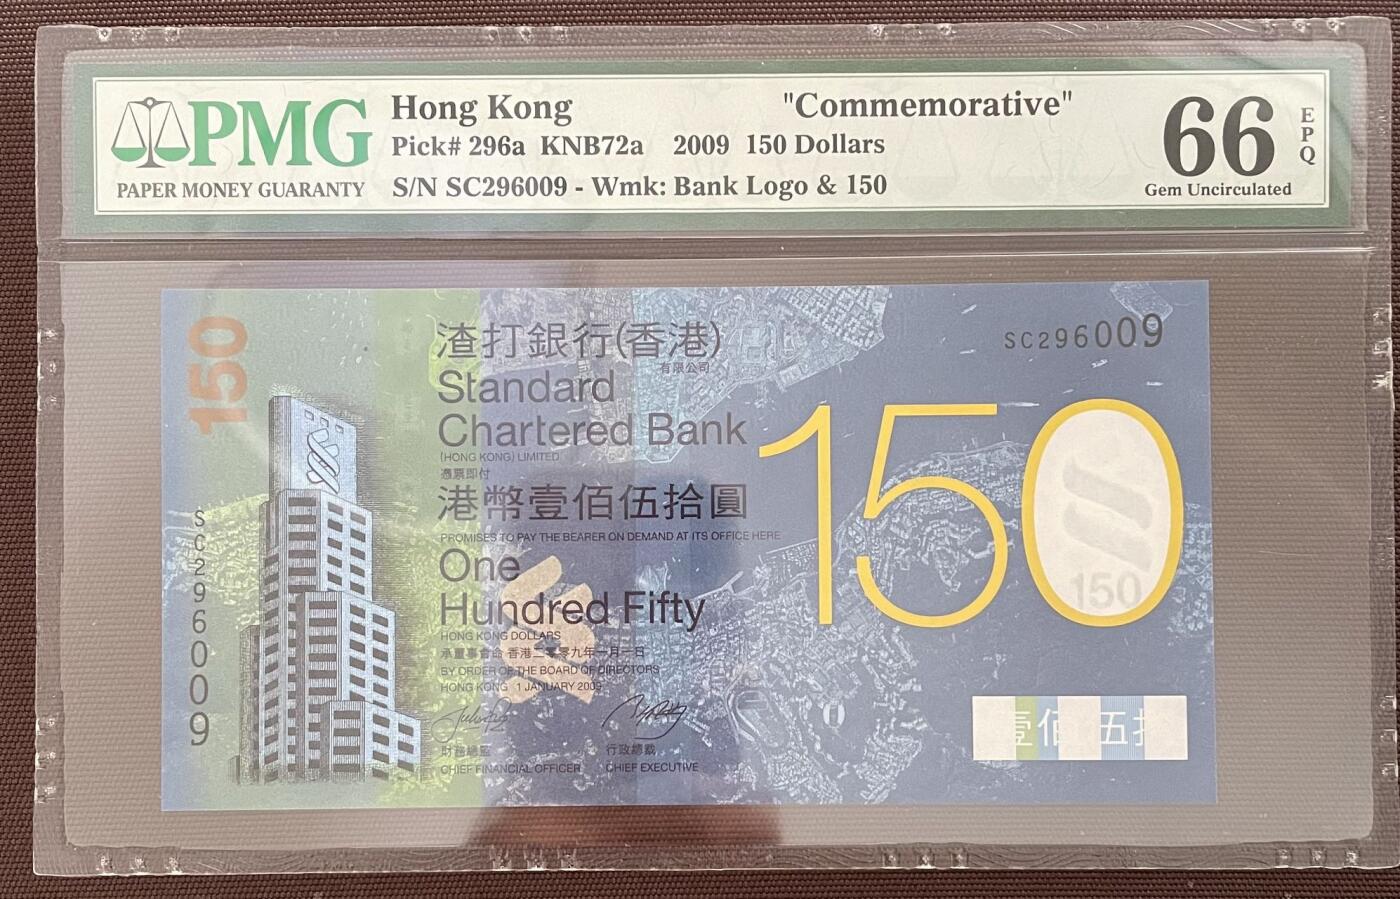 PMG
PAPER MONEY GUARANTY
Hong Kong "Commemorative"
Pick# 296a KNB72a 2009 150 Dollars
S/N SC296009 - Wmk: Bank Logo & 150
66
EPQ
Gem Uncirculated
150
SC296009
渣打銀行(香港)
有限公司
Standard
Chartered Bank
(HONG KONG) LIMITED
憑票即付
港幣壹佰伍拾圓
PROMISES TO PAY THE BEARER ON DEMAND AT ITS OFFICE HERE
One
Hundred Fifty
HONG KONG DOLLARS
承董事會命 香港二零零九年一月一日
BY ORDER OF THE BOARD OF DIRECTORS
HONG KONG 1 JANUARY 2009
財務總監
CHIEF FINANCIAL OFFICER
行政總裁
CHIEF EXECUTIVE
SC296009
150
150
壹佰 伍